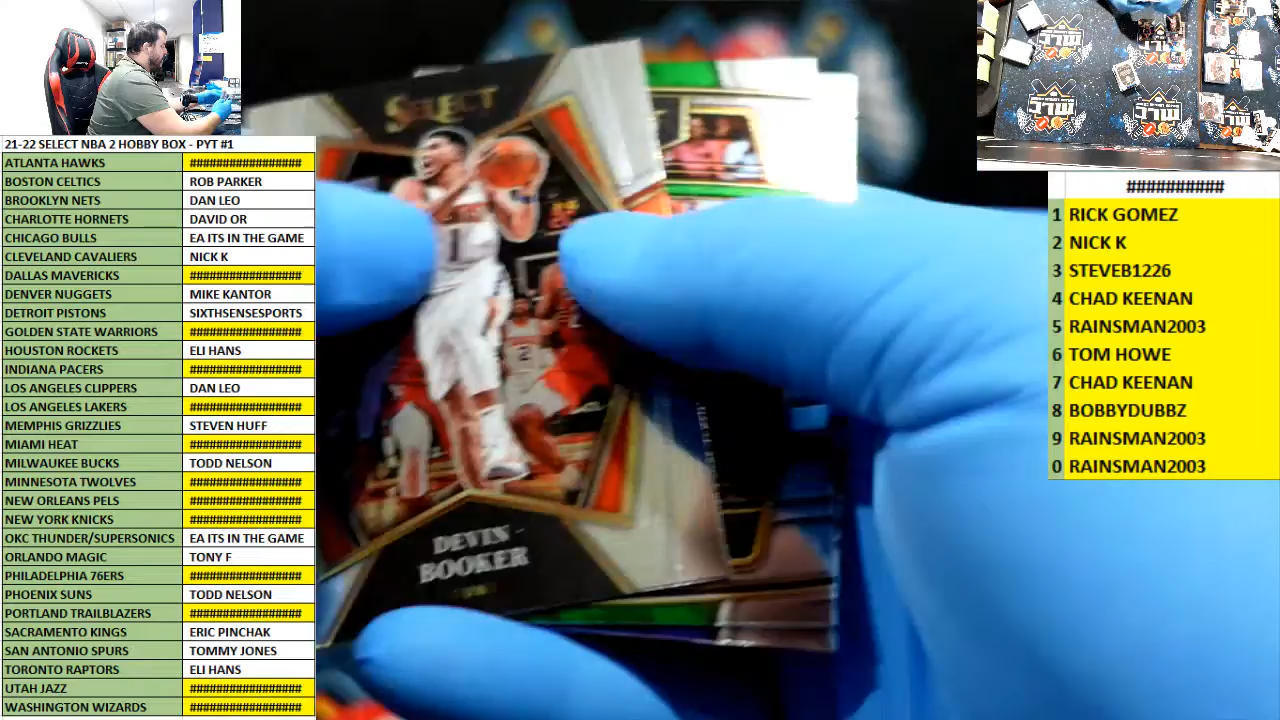 21-22 SELECT NBA 2 HOBBY BOX - PYT #1
ATLANTA HAWKS ################
BOSTON CELTICS ROB PARKER
BROOKLYN NETS DAN LEO
CHARLOTTE HORNETS DAVID OR
CHICAGO BULLS EA ITS IN THE GAME
CLEVELAND CAVALIERS NICK K
DALLAS MAVERICKS ################
DENVER NUGGETS MIKE KANTOR
DETROIT PISTONS SIXTHSENSESPORTS
GOLDEN STATE WARRIORS ################
HOUSTON ROCKETS ELI HANS
INDIANA PACERS ################
LOS ANGELES CLIPPERS DAN LEO
LOS ANGELES LAKERS ################
MEMPHIS GRIZZLIES STEVEN HUFF
MIAMI HEAT ################
MILWAUKEE BUCKS TODD NELSON
MINNESOTA TWOLVES ################
NEW ORLEANS PELS ################
NEW YORK KNICKS ################
OKC THUNDER/SUPERSONICS EA ITS IN THE GAME
ORLANDO MAGIC TONY F
PHILADELPHIA 76ERS ################
PHOENIX SUNS TODD NELSON
PORTLAND TRAILBLAZERS ################
SACRAMENTO KINGS ERIC PINCHAK
SAN ANTONIO SPURS TOMMY JONES
TORONTO RAPTORS ELI HANS
UTAH JAZZ ################
WASHINGTON WIZARDS ################
SELECT
DEVIN
BOOKER
##########
1 RICK GOMEZ
2 NICK K
3 STEVEB1226
4 CHAD KEENAN
5 RAINSMAN2003
6 TOM HOWE
7 CHAD KEENAN
8 BOBBYDUBBZ
9 RAINSMAN2003
0 RAINSMAN2003